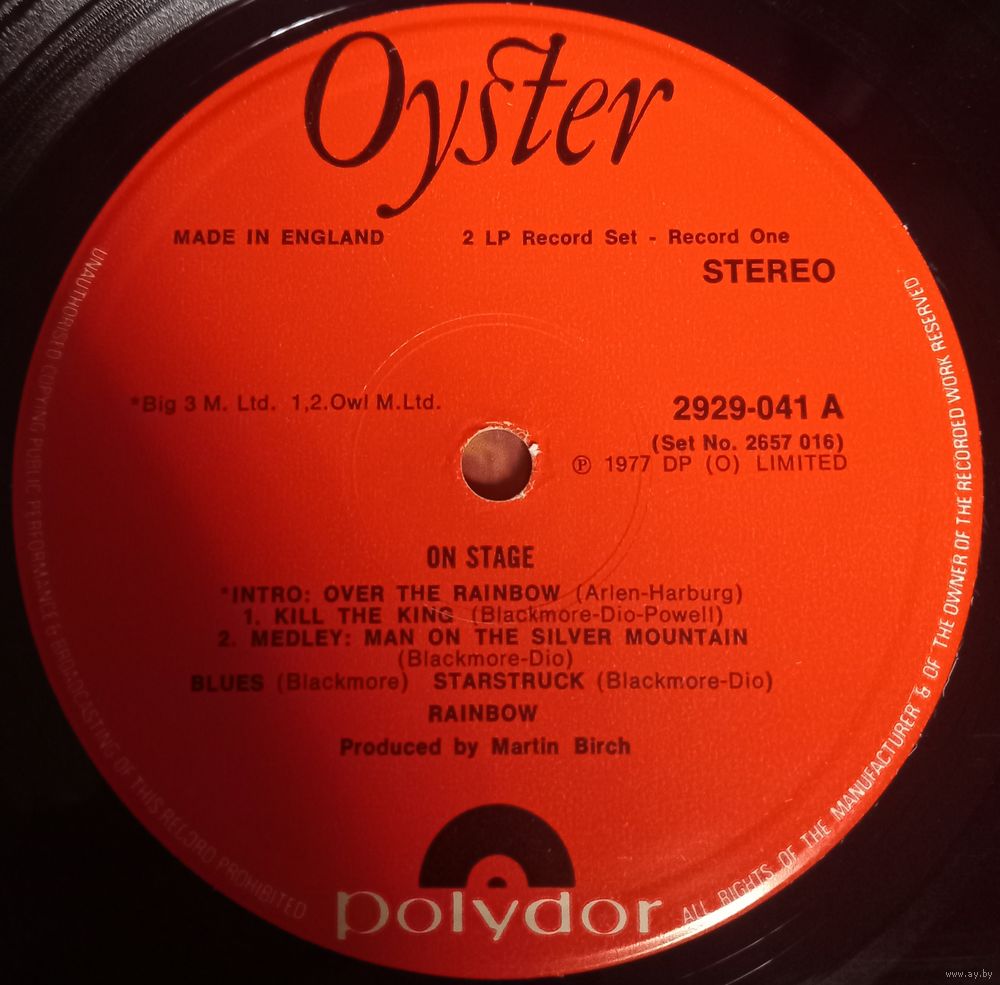 Oyster
MADE IN ENGLAND 2 LP Record Set - Record One
STEREO
*Big 3 M. Ltd. 1,2.Owl M.Ltd.
2929-041 A
(Set No. 2657 016)
℗ 1977 DP (O) LIMITED
ON STAGE
*INTRO: OVER THE RAINBOW (Arlen-Harburg)
1. KILL THE KING (Blackmore-Dio-Powell)
2. MEDLEY: MAN ON THE SILVER MOUNTAIN
(Blackmore-Dio)
BLUES (Blackmore) STARSTRUCK (Blackmore-Dio)
RAINBOW
Produced by Martin Birch
polydor
ALL RIGHTS OF THE MANUFACTURER & OF THE OWNER OF THE RECORDED WORK RESERVED
UNAUTHORISED COPYING PUBLIC PERFORMANCE & BROADCASTING OF THIS RECORD PROHIBITED
www.ay.by